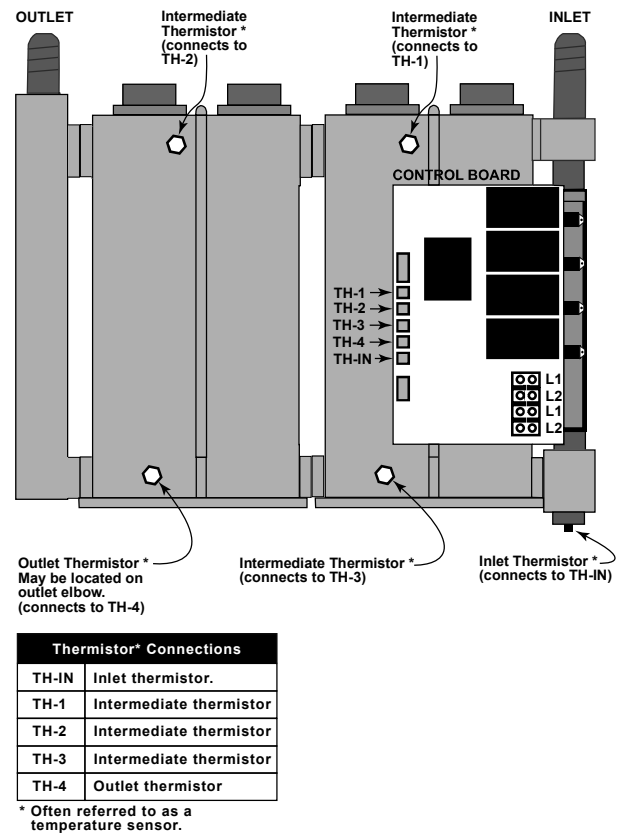 OUTLET
Intermediate
Thermistor *
(connects to
TH-2)
Intermediate
Thermistor *
(connects to
TH-1)
INLET
CONTROL BOARD
TH-1
TH-2
TH-3
TH-4
TH-IN
L1
L2
L1
L2
Outlet Thermistor *
May be located on
outlet elbow.
(connects to TH-4)
Intermediate Thermistor *
(connects to TH-3)
Inlet Thermistor *
(connects to TH-IN)
Thermistor* Connections
TH-IN Inlet thermistor.
TH-1 Intermediate thermistor
TH-2 Intermediate thermistor
TH-3 Intermediate thermistor
TH-4 Outlet thermistor
* Often referred to as a
temperature sensor.